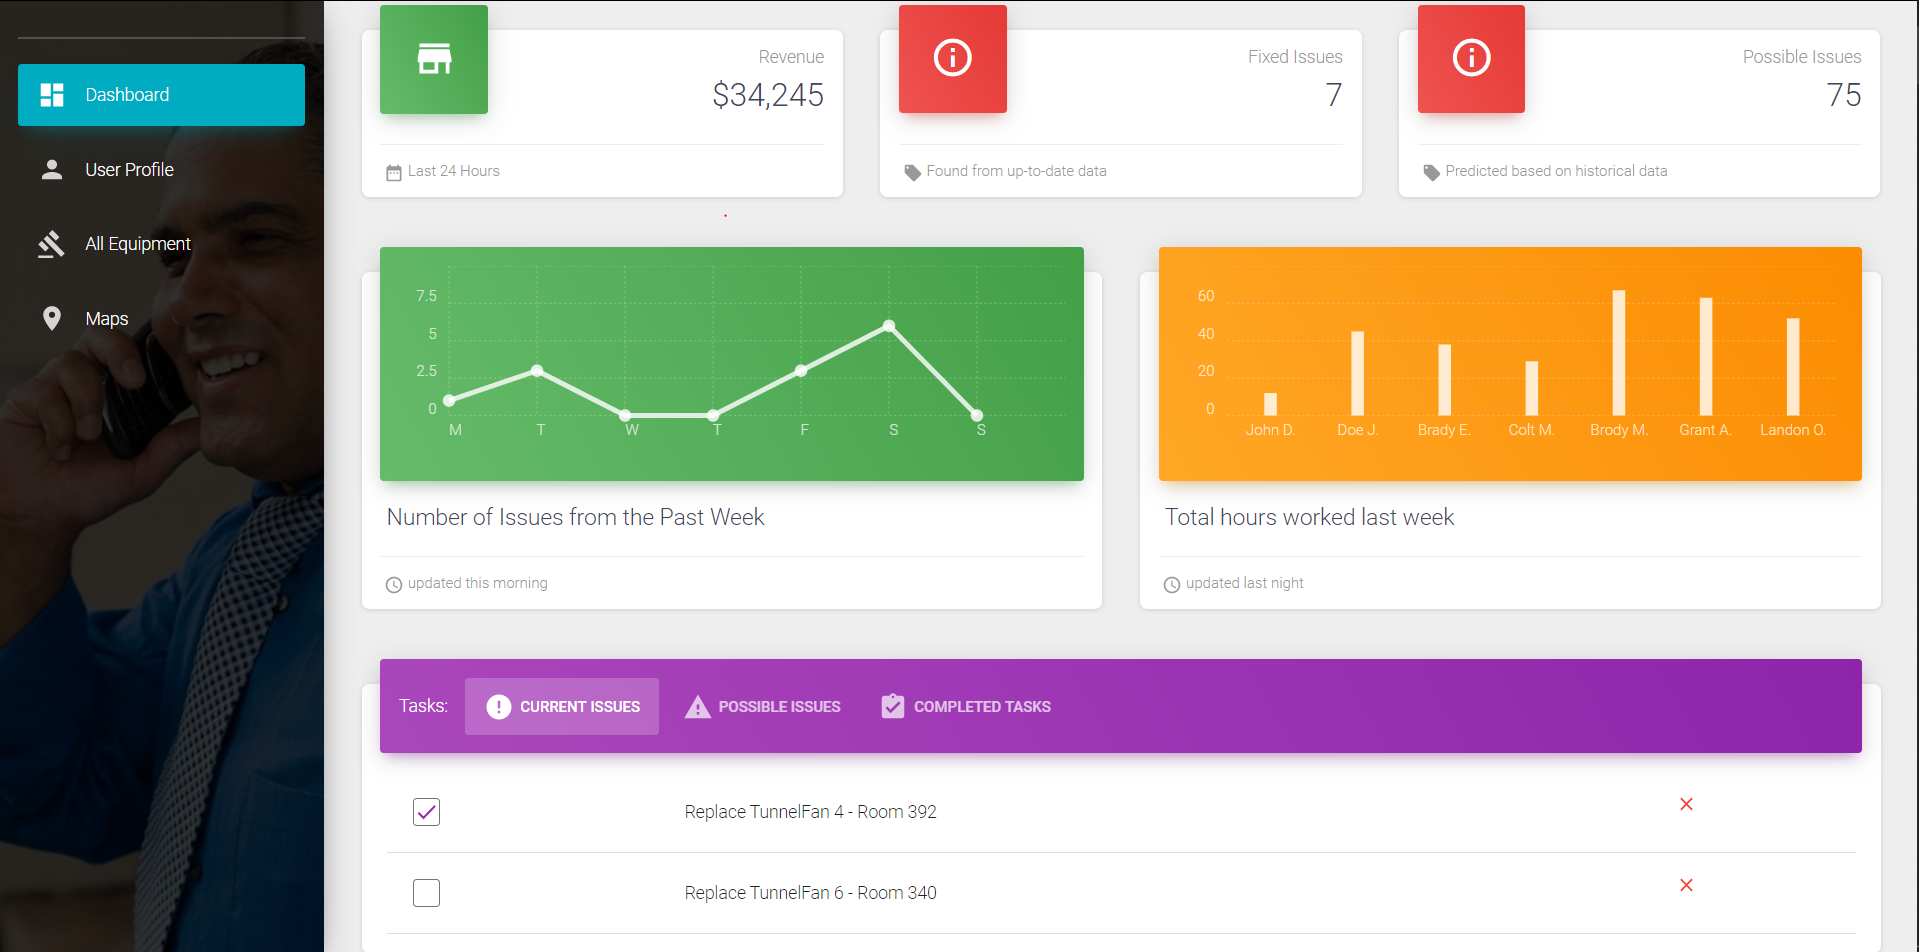 Dashboard
User Profile
All Equipment
Maps
Revenue
$34,245
Last 24 Hours
Fixed Issues
7
Found from up-to-date data
Possible Issues
75
Predicted based on historical data
7.5
5
2.5
0
M T W T F S S
Number of Issues from the Past Week
updated this morning
60
40
20
0
John D. Doe J. Brady E. Colt M. Brody M. Grant A. Landon O.
Total hours worked last week
updated last night
Tasks: CURRENT ISSUES POSSIBLE ISSUES COMPLETED TASKS
Replace TunnelFan 4 - Room 392
Replace TunnelFan 6 - Room 340